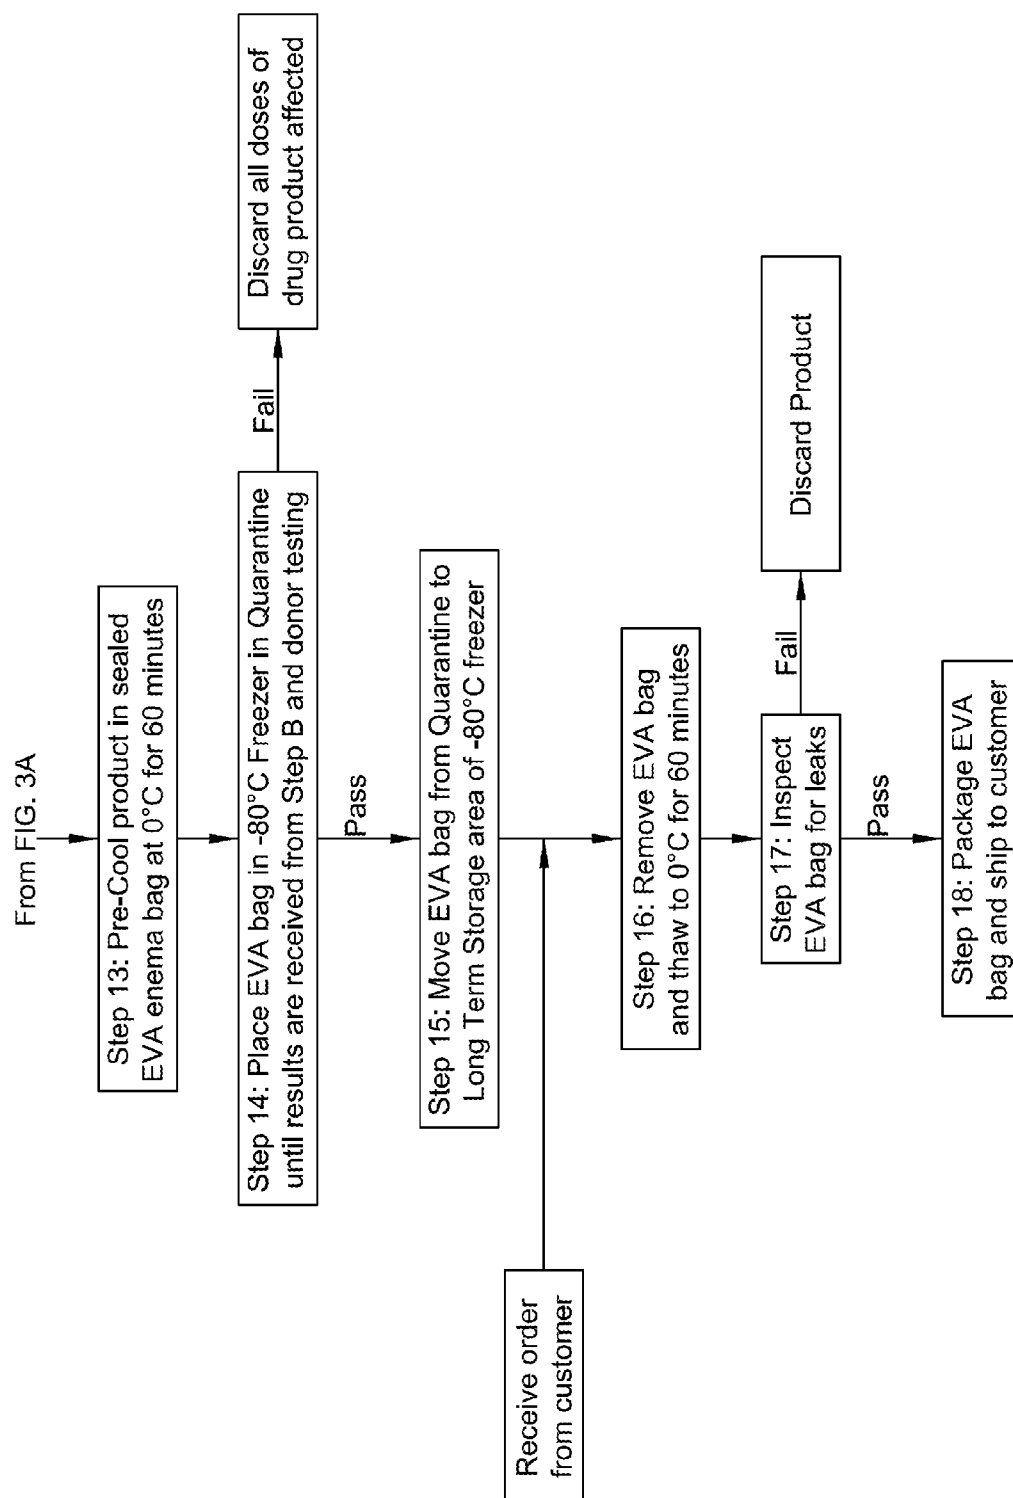 From FIG. 3A
Step 13: Pre-Cool product in sealed
EVA enema bag at 0°C for 60 minutes
Step 14: Place EVA bag in -80°C Freezer in Quarantine
until results are received from Step B and donor testing
Fail
Discard all doses of
drug product affected
Pass
Step 15: Move EVA bag from Quarantine to
Long Term Storage area of -80°C freezer
Receive order
from customer
Step 16: Remove EVA bag
and thaw to 0°C for 60 minutes
Step 17: Inspect
EVA bag for leaks
Fail
Discard Product
Pass
Step 18: Package EVA
bag and ship to customer